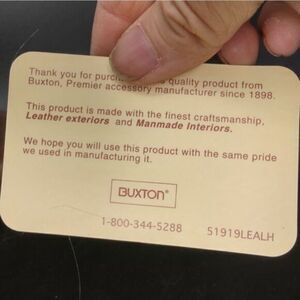 Thank you for quality product from
Buxton, Premier accessory manufacturer since 1898.
This product is made with the finest craftsmanship,
Leather exteriors and Manmade Interiors.
We hope you will use this product with the same pride
we used in manufacturing it.
BUXTON®
1-800-344-5288 51919LEALH